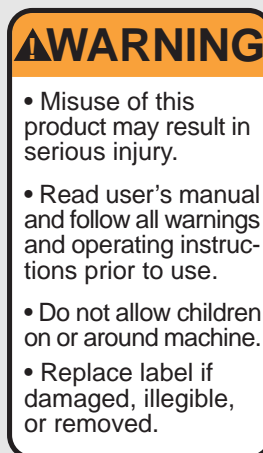 WARNING
• Misuse of this
product may result in
serious injury.
• Read user's manual
and follow all warnings
and operating instruc-
tions prior to use.
• Do not allow children
on or around machine.
• Replace label if
damaged, illegible,
or removed.